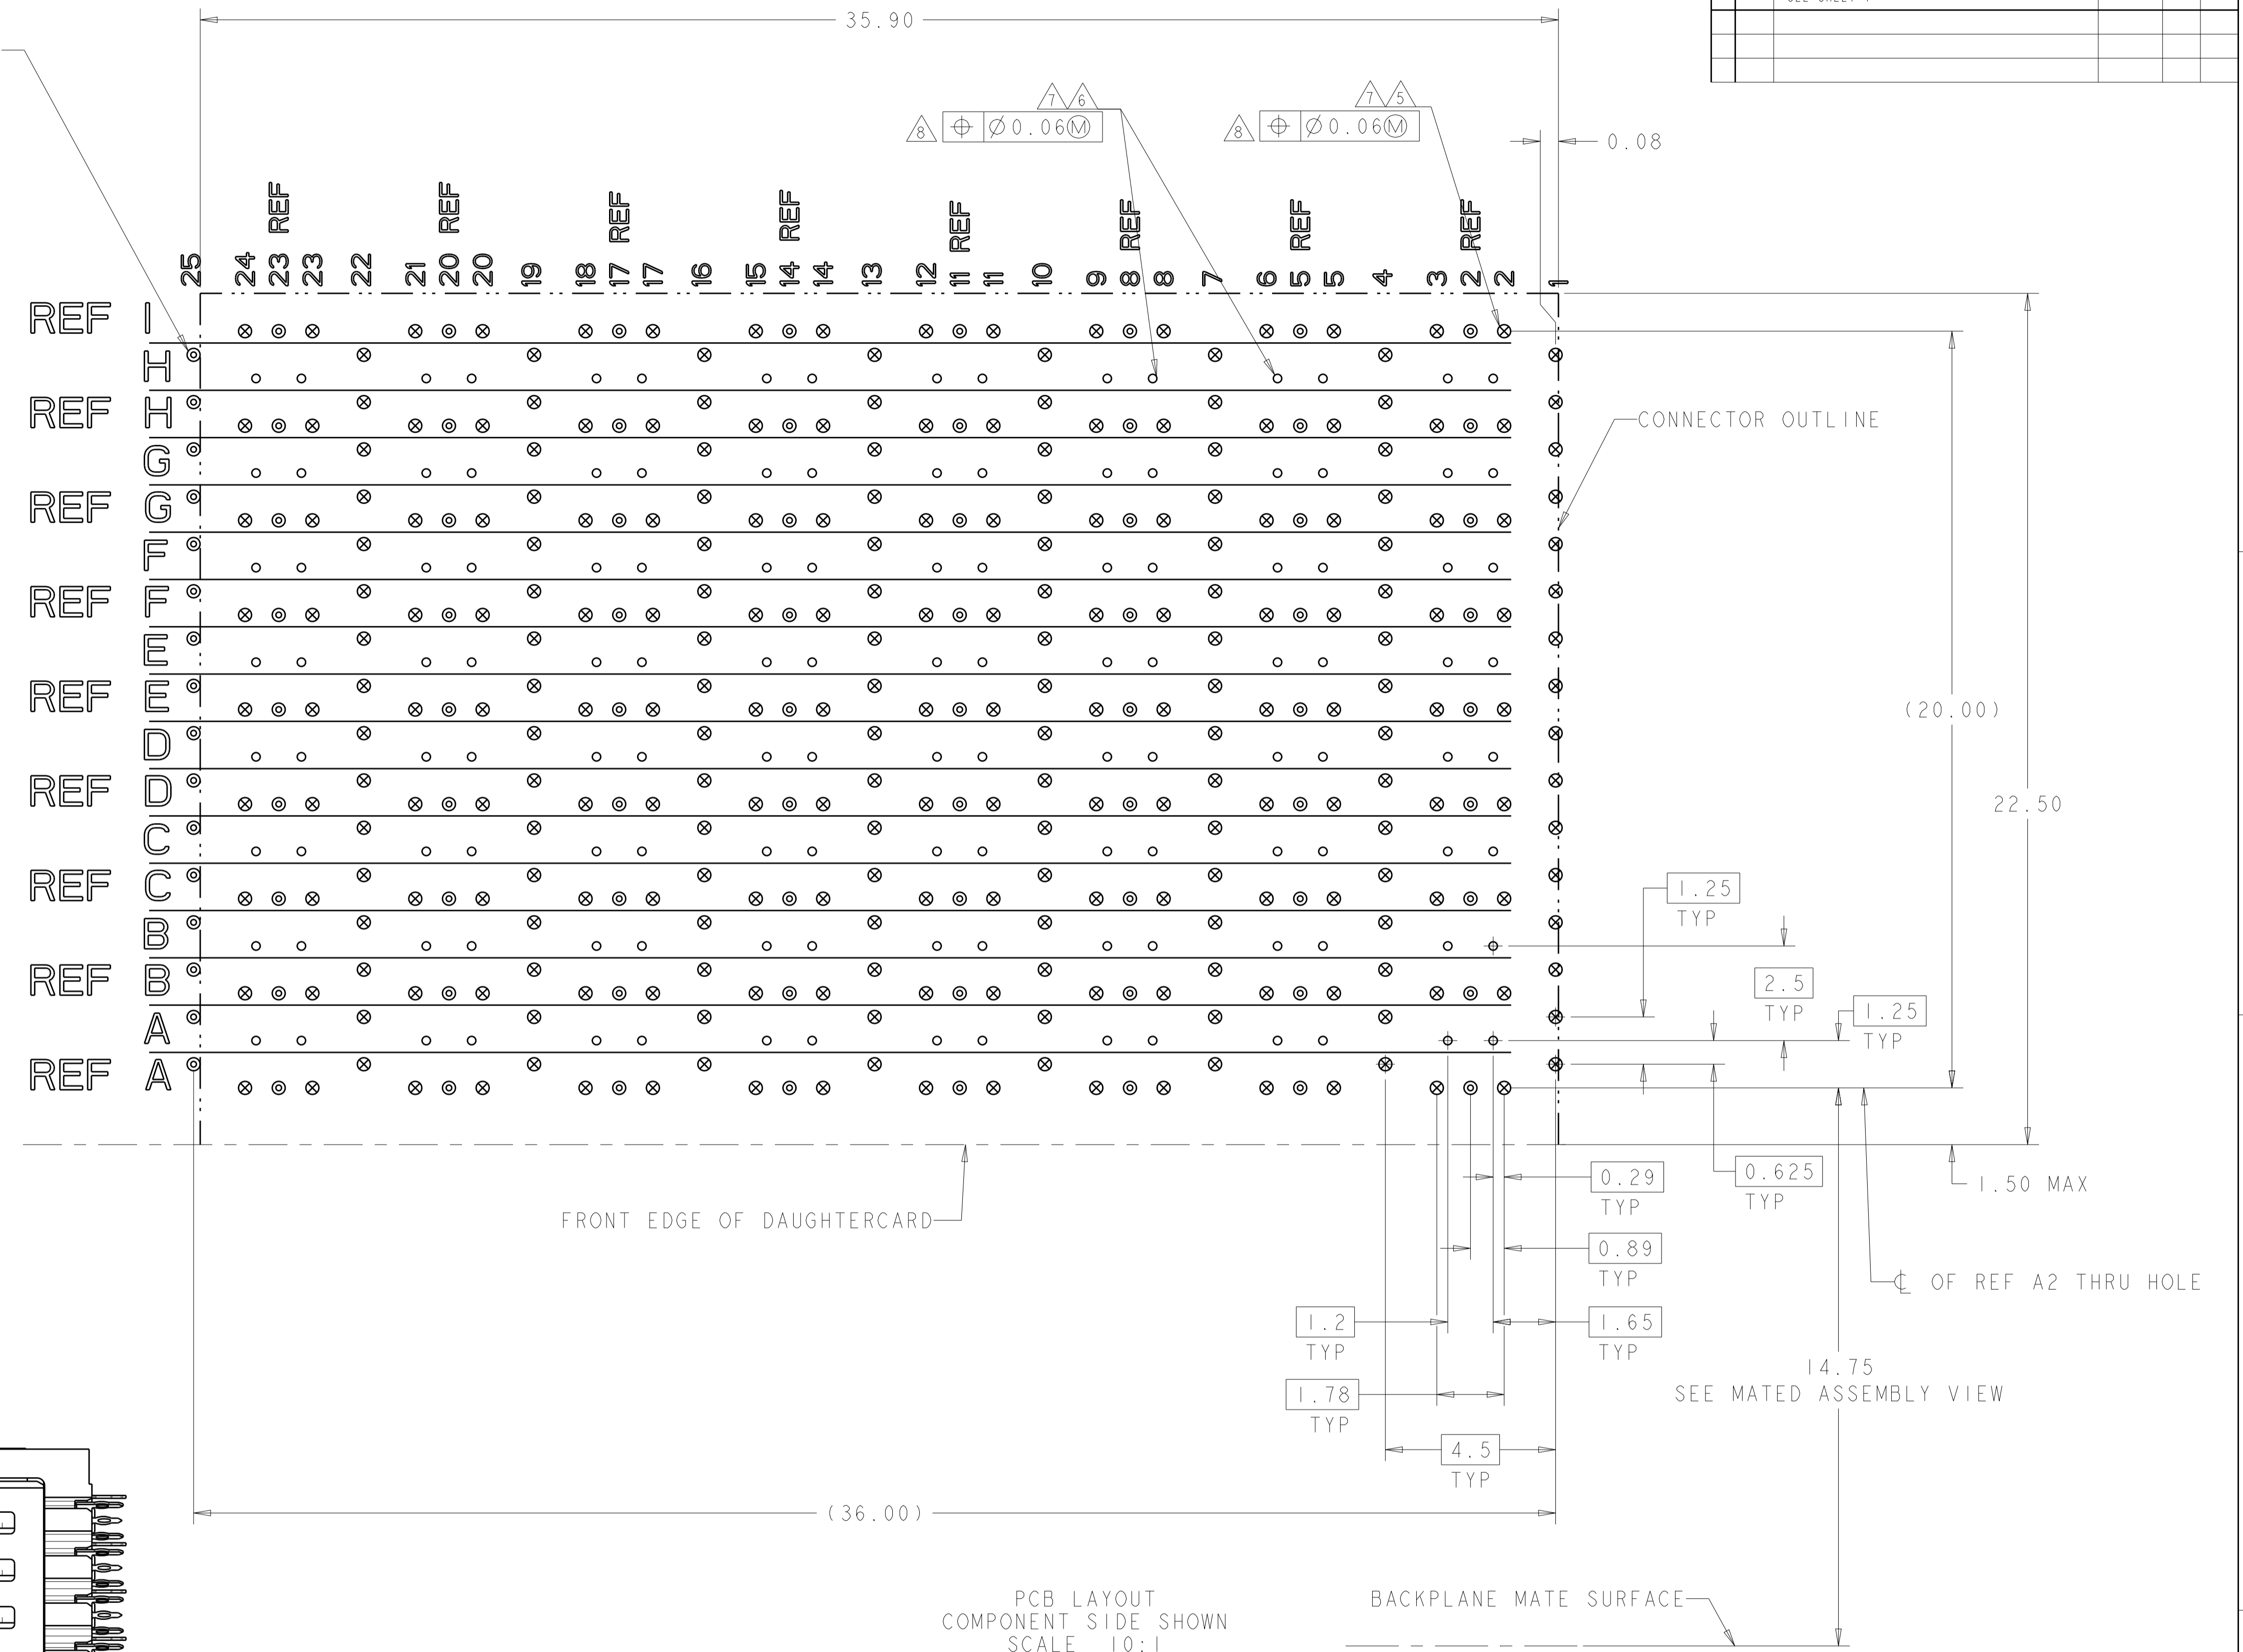 35.90
7 6
8 ⌖ ∅0.06Ⓜ
7 5
8 ⌖ ∅0.06Ⓜ
0.08
REF REF REF REF REF REF REF REF
25 24 23 23 22 21 20 20 19 18 17 17 16 15 14 14 13 12 11 11 10 9 8 8 7 6 5 5 4 3 2 2 1
REF I
H
REF H
G
REF G
F
REF F
E
REF E
D
REF D
C
REF C
B
REF B
A
REF A
CONNECTOR OUTLINE
(20.00)
22.50
1.25
TYP
2.5
TYP
1.25
TYP
0.625
TYP
1.50 MAX
0.29
TYP
0.89
TYP
FRONT EDGE OF DAUGHTERCARD
℄ OF REF A2 THRU HOLE
1.2
TYP
1.65
TYP
14.75
SEE MATED ASSEMBLY VIEW
1.78
TYP
4.5
TYP
(36.00)
PCB LAYOUT
COMPONENT SIDE SHOWN
SCALE 10:1
BACKPLANE MATE SURFACE